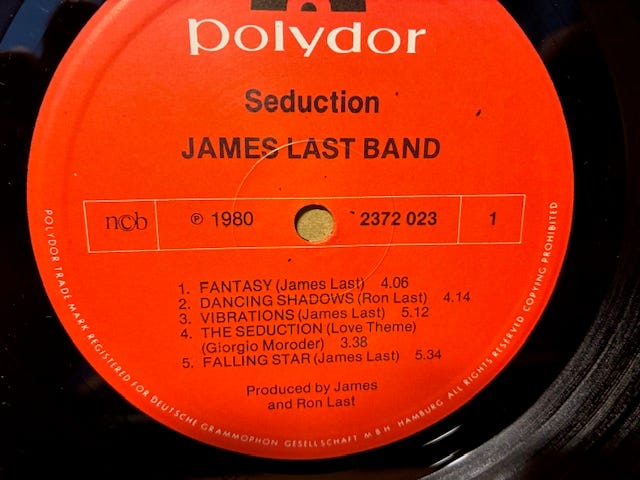 polydor
Seduction
JAMES LAST BAND
ncb ℗ 1980 2372 023 1
1. FANTASY (James Last) 4.06
2. DANCING SHADOWS (Ron Last) 4.14
3. VIBRATIONS (James Last) 5.12
4. THE SEDUCTION (Love Theme)
(Giorgio Moroder) 3.38
5. FALLING STAR (James Last) 5.34
Produced by James
and Ron Last
POLYDOR TRADE MARK REGISTERED FOR DEUTSCHE GRAMMOPHON GESELLSCHAFT M B H HAMBURG ALL RIGHTS RESERVED COPYING PROHIBITED